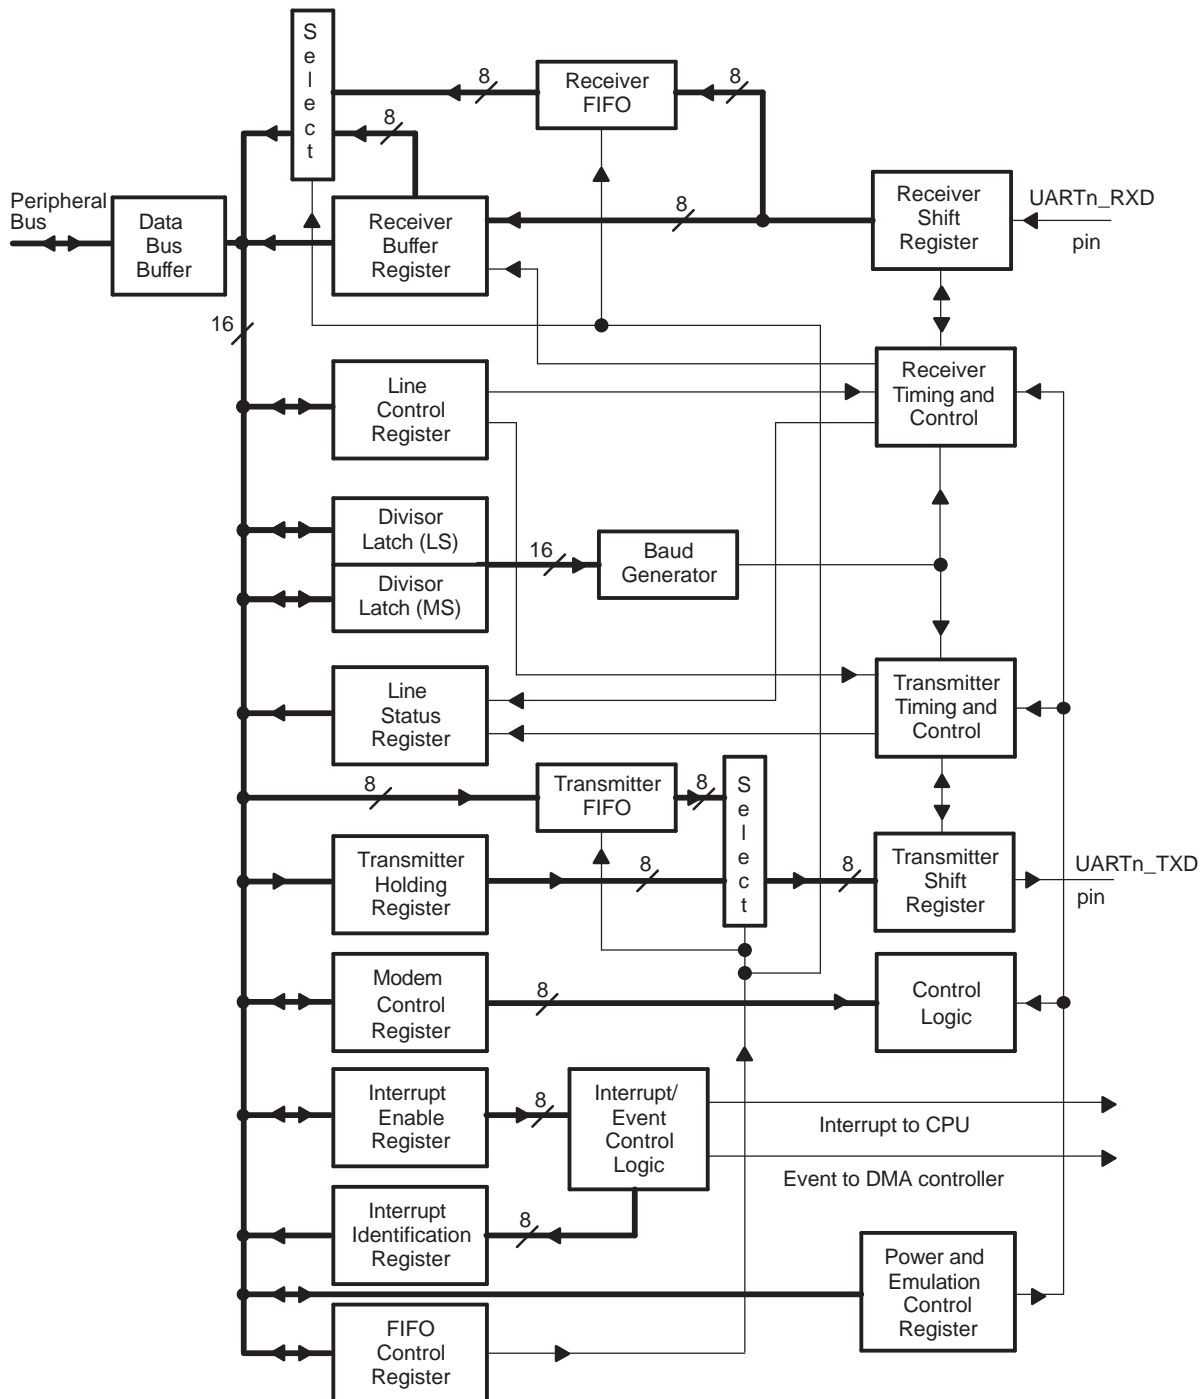 S
e
l
e
c
t
8
Receiver
FIFO
8
8
Peripheral
Bus
Data
Bus
Buffer
Receiver
Buffer
Register
8
Receiver
Shift
Register
UARTn_RXD
pin
16
Line
Control
Register
Receiver
Timing and
Control
Divisor
Latch (LS)
Divisor
Latch (MS)
16
Baud
Generator
Line
Status
Register
Transmitter
Timing and
Control
8
Transmitter
FIFO
8
S
e
l
e
c
t
Transmitter
Holding
Register
8
8
Transmitter
Shift
Register
UARTn_TXD
pin
Modem
Control
Register
8
Control
Logic
Interrupt
Enable
Register
8
Interrupt/
Event
Control
Logic
Interrupt to CPU
Event to DMA controller
Interrupt
Identification
Register
8
Power and
Emulation
Control
Register
FIFO
Control
Register